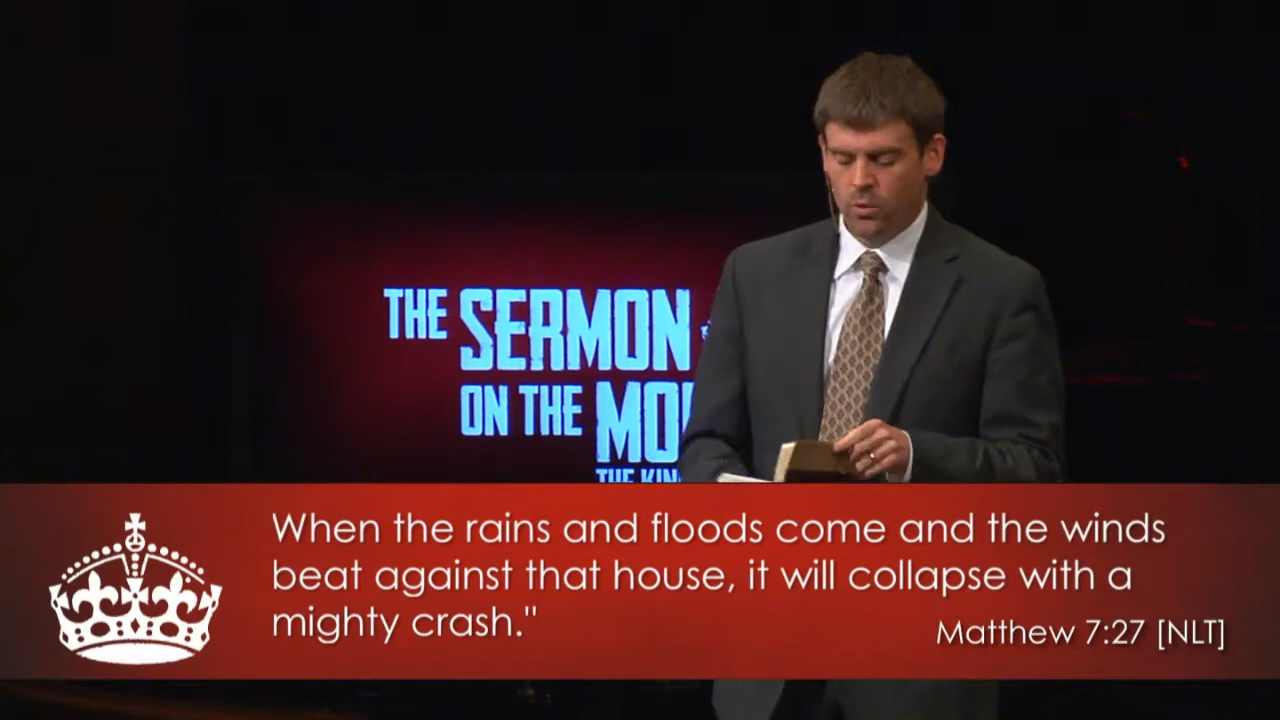 THE SERMON
ON THE
THE
When the rains and floods come and the winds
beat against that house, it will collapse with a
mighty crash."
Matthew 7:27 [NLT]